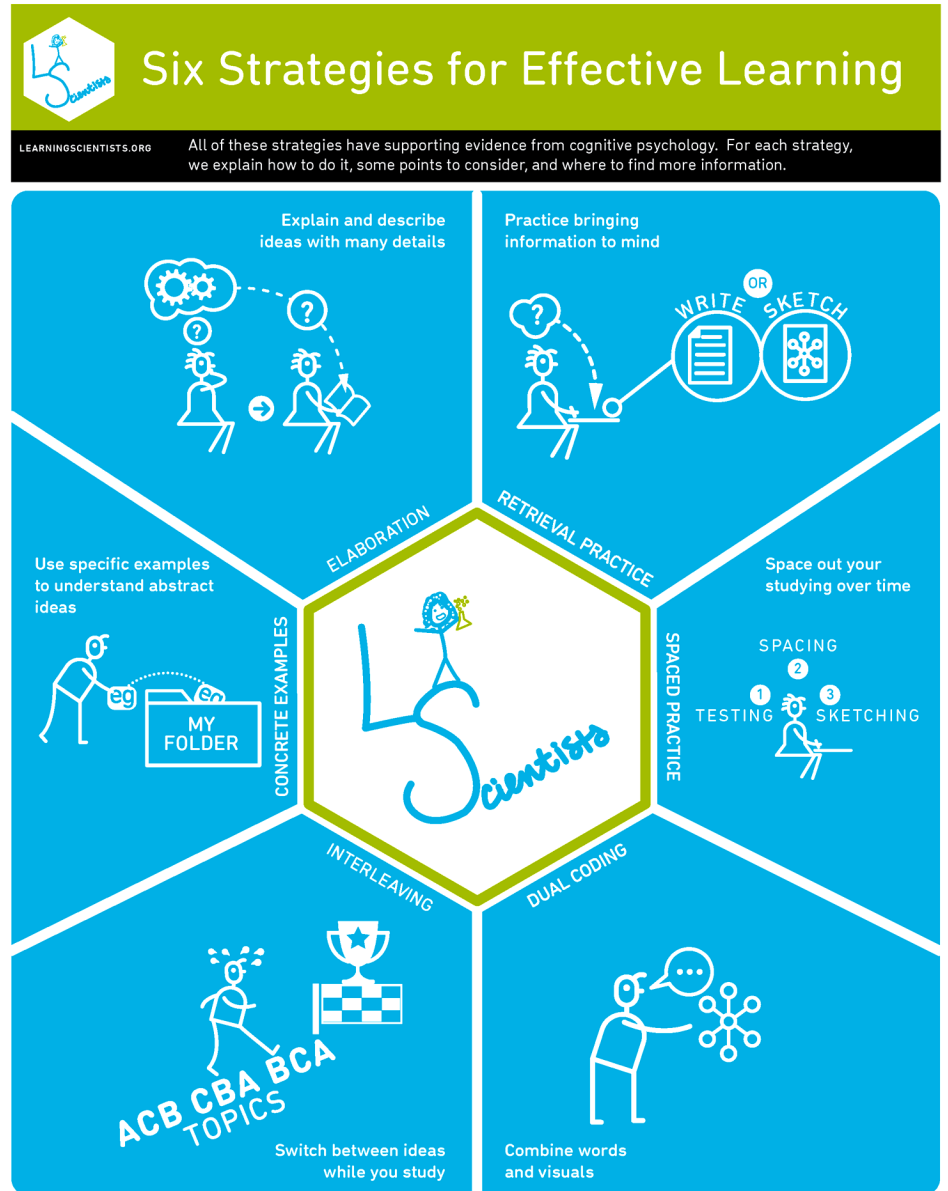 LS
cientists
Six Strategies for Effective Learning
LEARNINGSCIENTISTS.ORG
All of these strategies have supporting evidence from cognitive psychology. For each strategy,
we explain how to do it, some points to consider, and where to find more information.
Explain and describe
ideas with many details
?
?
ELABORATION
Practice bringing
information to mind
?
WRITE OR SKETCH
RETRIEVAL PRACTICE
Use specific examples
to understand abstract
ideas
eg
eg
MY
FOLDER
CONCRETE EXAMPLES
LS
cientists
Space out your
studying over time
SPACING
2
1
3
TESTING
SKETCHING
SPACED PRACTICE
INTERLEAVING
ACB CBA BCA
TOPICS
Switch between ideas
while you study
DUAL CODING
Combine words
and visuals